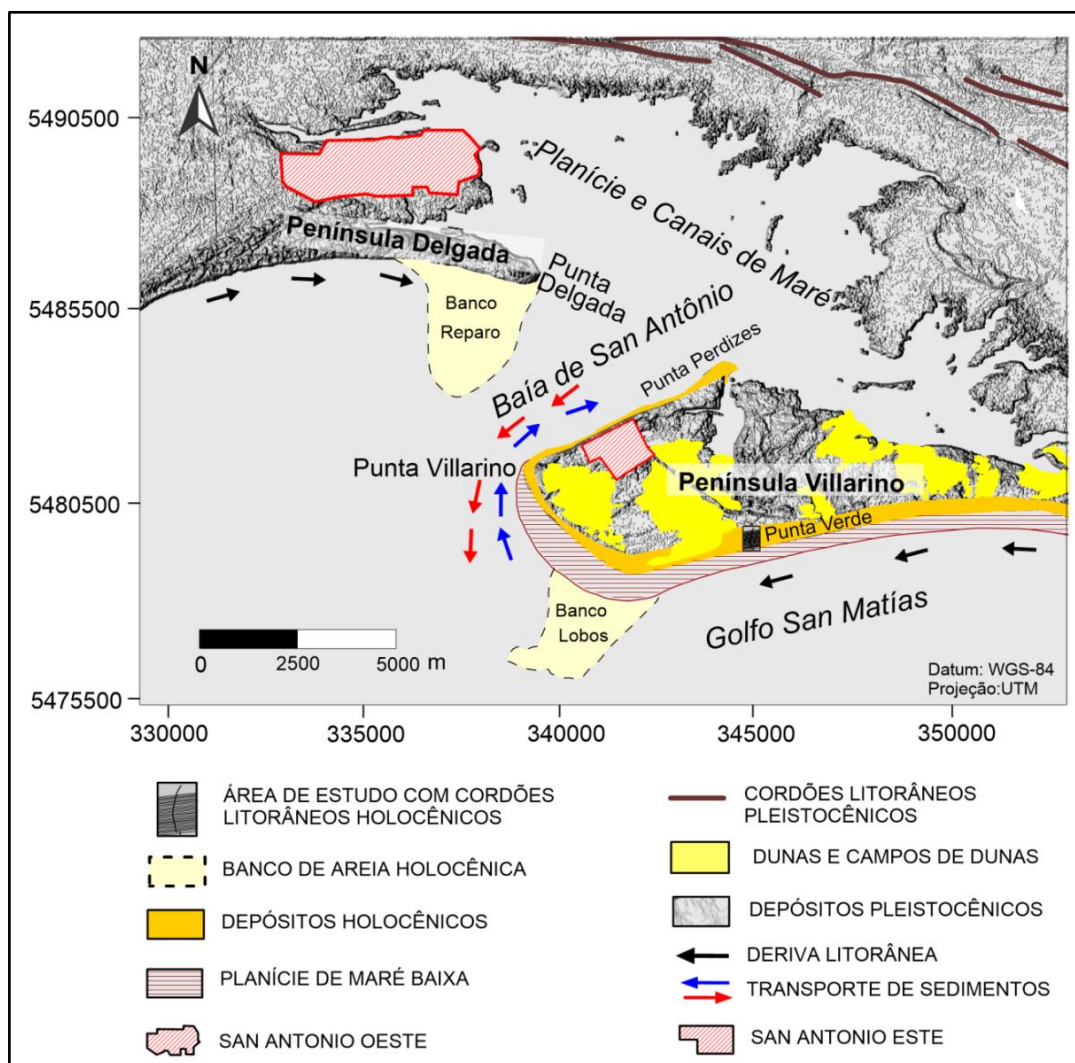 N
5490500
5485500
5480500
5475500
Planície e Canais de Maré
Península Delgada
Punta
Delgada
Banco
Reparo
Baía de San Antônio
Punta Perdizes
Punta Villarino
Península Villarino
Punta Verde
Banco
Lobos
Golfo San Matías
0 2500 5000 m
Datum: WGS-84
Projeção:UTM
330000 335000 340000 345000 350000
ÁREA DE ESTUDO COM CORDÕES
LITORÂNEOS HOLOCÊNICOS
BANCO DE AREIA HOLOCÊNICA
DEPÓSITOS HOLOCÊNICOS
PLANÍCIE DE MARÉ BAIXA
SAN ANTONIO OESTE
CORDÕES LITORÂNEOS
PLEISTOCÊNICOS
DUNAS E CAMPOS DE DUNAS
DEPÓSITOS PLEISTOCÊNICOS
DERIVA LITORÂNEA
TRANSPORTE DE SEDIMENTOS
SAN ANTONIO ESTE